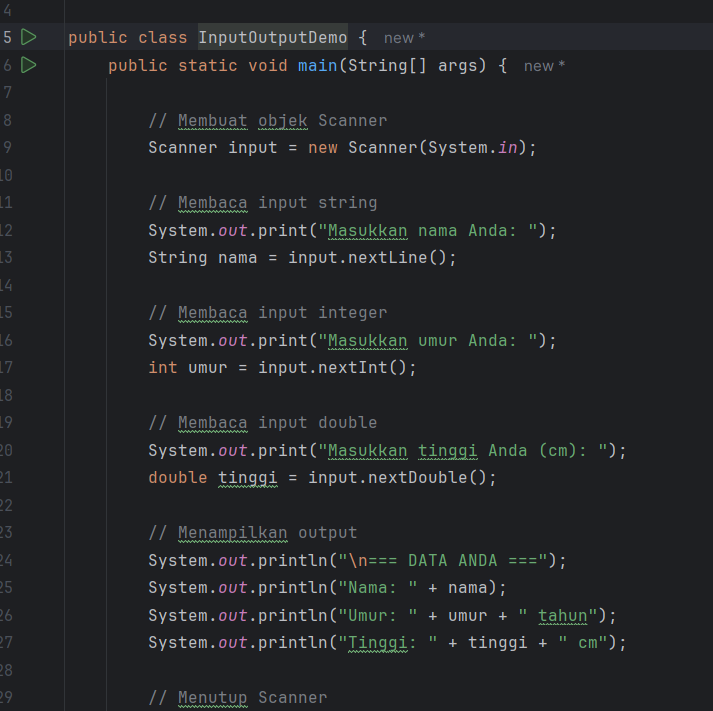 4
5 public class InputOutputDemo { new *
6 public static void main(String[] args) { new *
7
8 // Membuat objek Scanner
9 Scanner input = new Scanner(System.in);
10
11 // Membaca input string
12 System.out.print("Masukkan nama Anda: ");
13 String nama = input.nextLine();
14
15 // Membaca input integer
16 System.out.print("Masukkan umur Anda: ");
17 int umur = input.nextInt();
18
19 // Membaca input double
20 System.out.print("Masukkan tinggi Anda (cm): ");
21 double tinggi = input.nextDouble();
22
23 // Menampilkan output
24 System.out.println("\n=== DATA ANDA ===");
25 System.out.println("Nama: " + nama);
26 System.out.println("Umur: " + umur + " tahun");
27 System.out.println("Tinggi: " + tinggi + " cm");
28
29 // Menutup Scanner